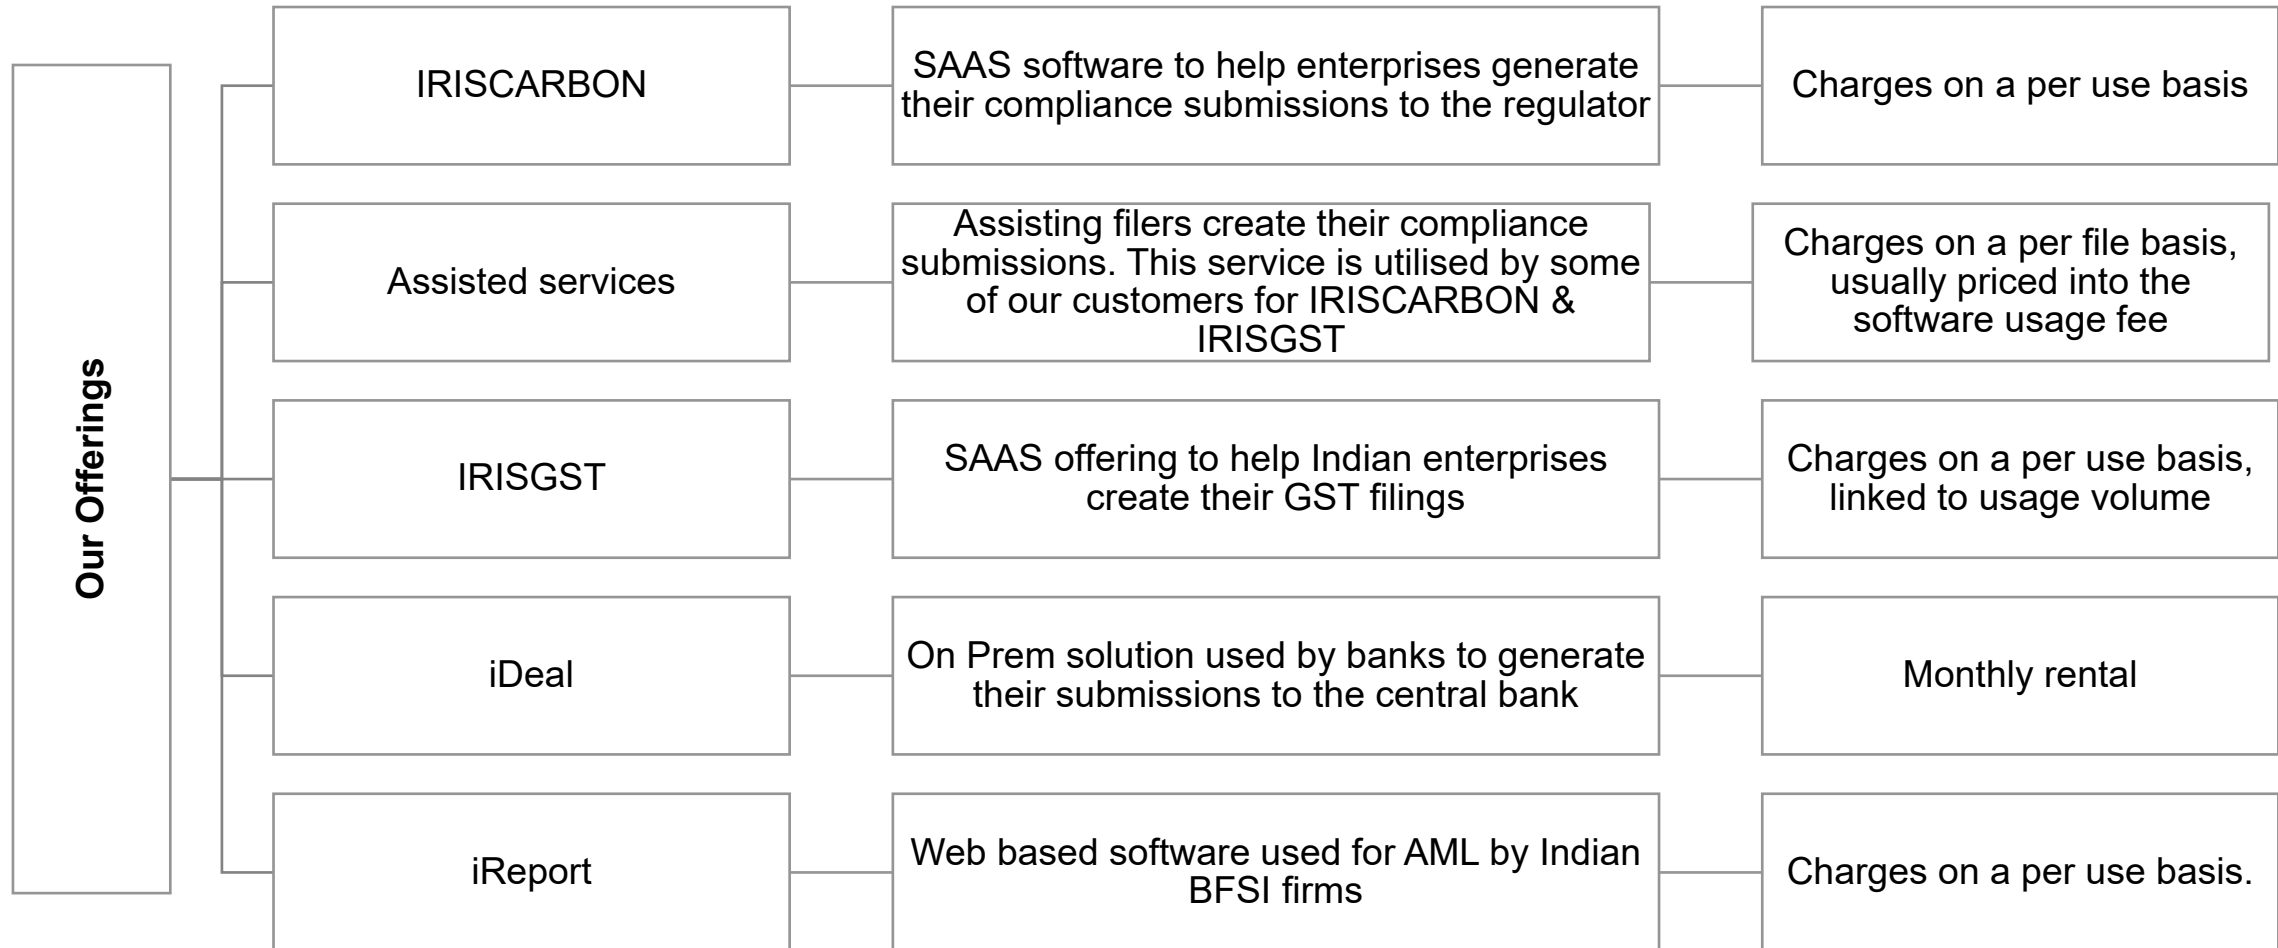 Our Offerings
IRISCARBON
SAAS software to help enterprises generate
their compliance submissions to the regulator
Charges on a per use basis
Assisted services
Assisting filers create their compliance
submissions. This service is utilised by some
of our customers for IRISCARBON &
IRISGST
Charges on a per file basis,
usually priced into the
software usage fee
IRISGST
SAAS offering to help Indian enterprises
create their GST filings
Charges on a per use basis,
linked to usage volume
iDeal
On Prem solution used by banks to generate
their submissions to the central bank
Monthly rental
iReport
Web based software used for AML by Indian
BFSI firms
Charges on a per use basis.